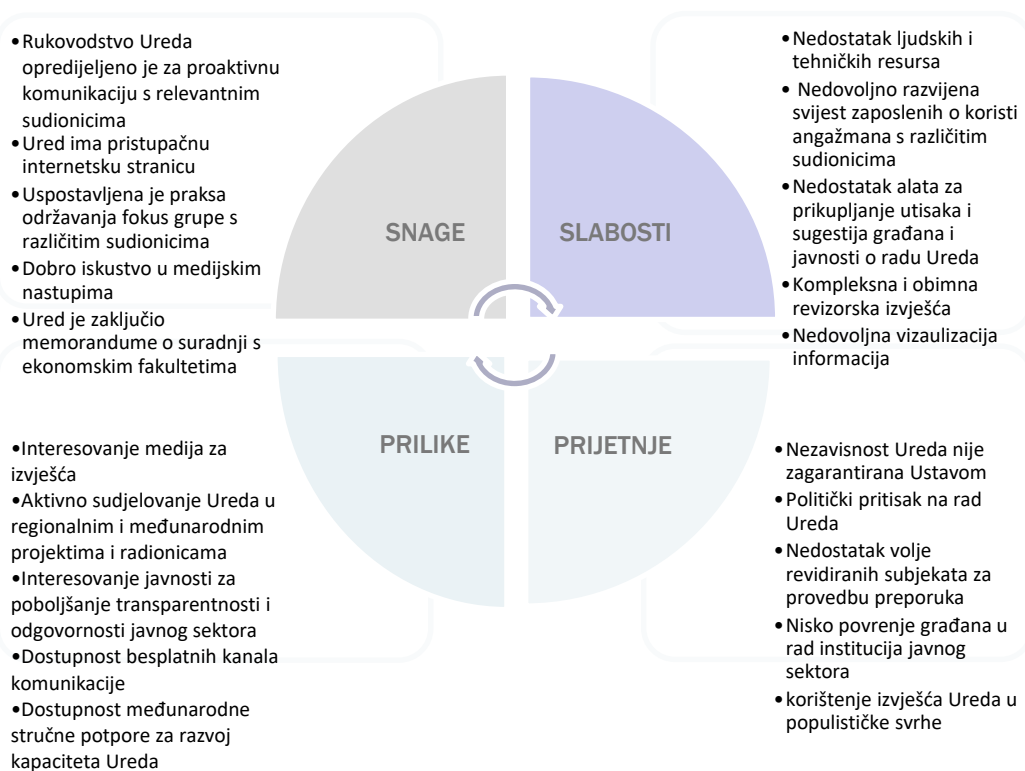 •Rukovodstvo Ureda
opredijeljeno je za proaktivnu
komunikaciju s relevantnim
sudionicima
•Ured ima pristupačnu
internetsku stranicu
•Uspostavljena je praksa
održavanja fokus grupe s
različitim sudionicima
•Dobro iskustvo u medijskim
nastupima
•Ured je zaključio
memorandume o suradnji s
ekonomskim fakultetima
SNAGE
SLABOSTI
•Nedostatak ljudskih i
tehničkih resursa
• Nedovoljno razvijena
svijest zaposlenih o koristi
angažmana s različitim
sudionicima
•Nedostatak alata za
prikupljanje utisaka i
sugestija građana i
javnosti o radu Ureda
•Kompleksna i obimna
revizorska izvješća
•Nedovoljna vizaulizacija
informacija
•Interesovanje medija za
izvješća
•Aktivno sudjelovanje Ureda u
regionalnim i međunarodnim
projektima i radionicama
•Interesovanje javnosti za
poboljšanje transparentnosti i
odgovornosti javnog sektora
•Dostupnost besplatnih kanala
komunikacije
•Dostupnost međunarodne
stručne potpore za razvoj
kapaciteta Ureda
PRILIKE
PRIJETNJE
•Nezavisnost Ureda nije
zagarantirana Ustavom
•Politički pritisak na rad
Ureda
•Nedostatak volje
revidiranih subjekata za
provedbu preporuka
•Nisko povrenje građana u
rad institucija javnog
sektora
•korištenje izvješća Ureda u
populističke svrhe